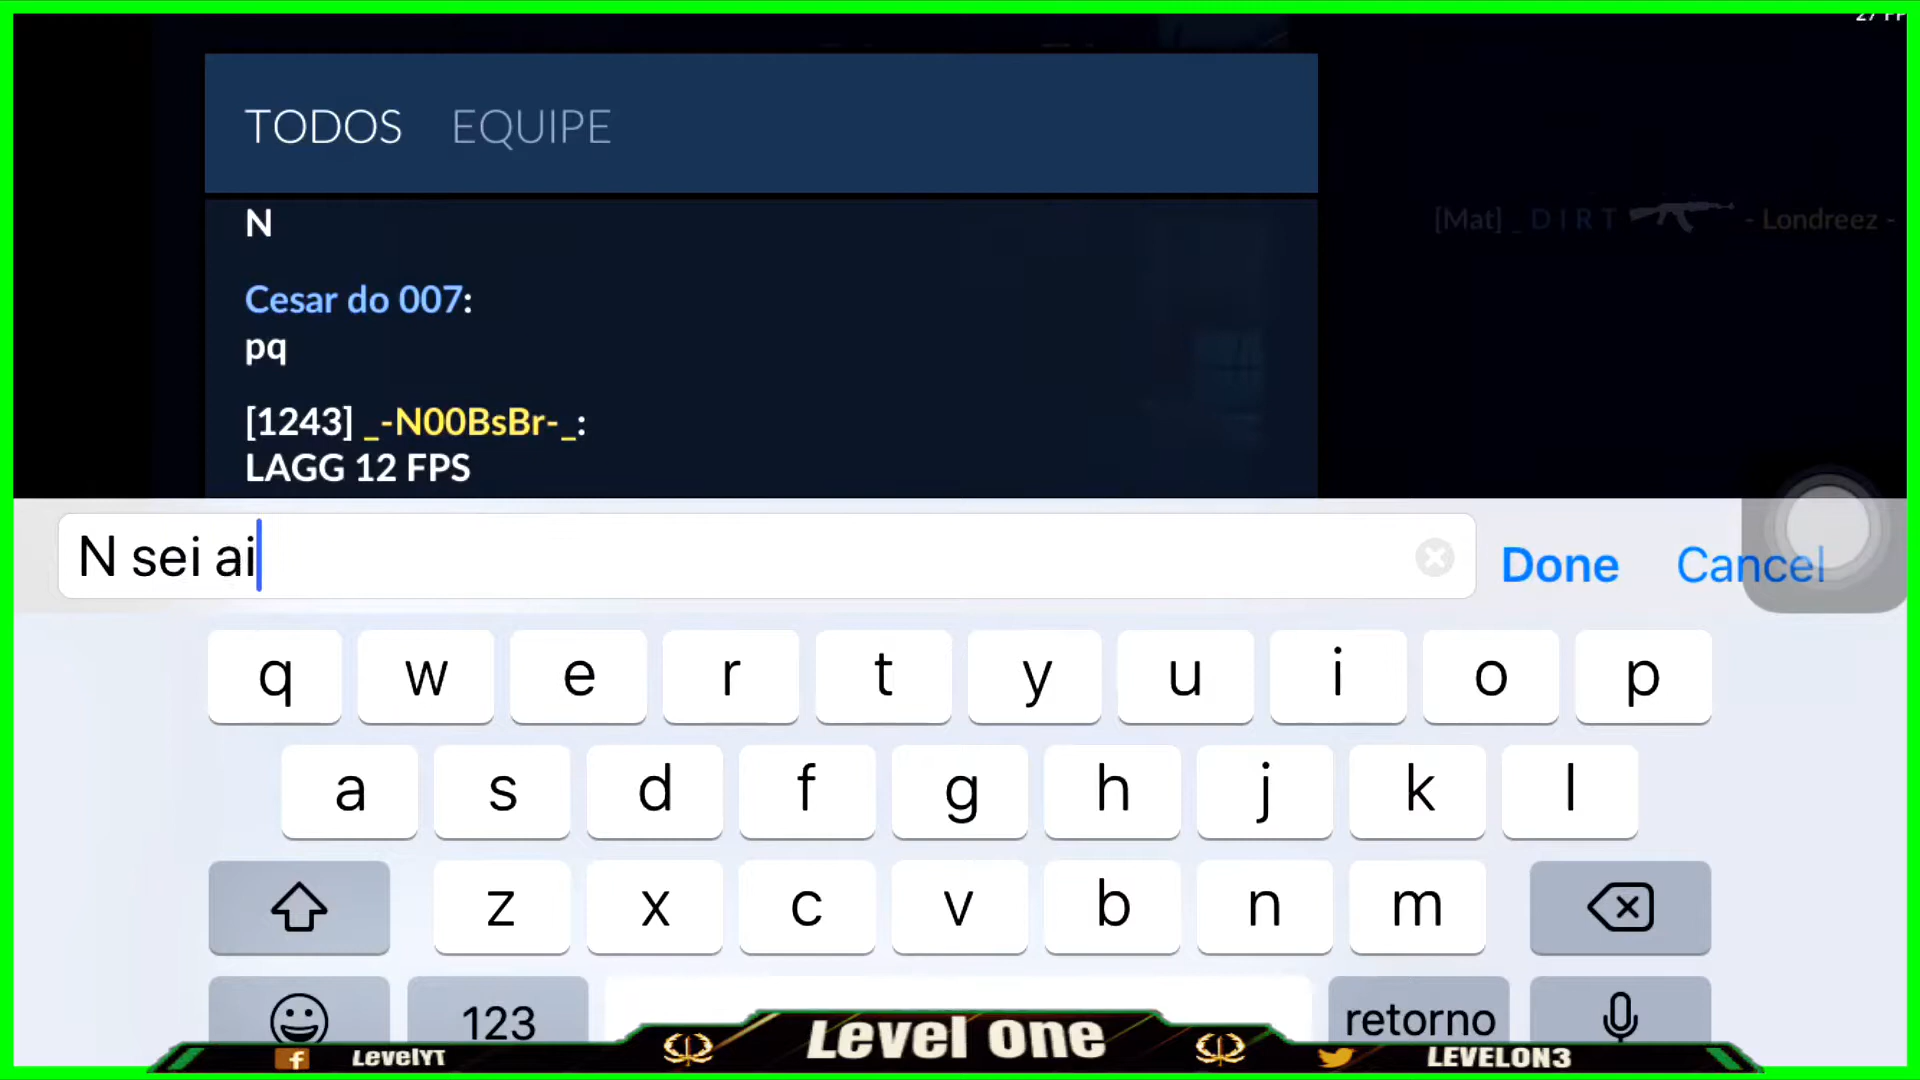 TODOS EQUIPE
[Mat] _ D I R T - Londreez -
N
Cesar do 007:
pq
[1243] _-N00BsBr-_:
LAGG 12 FPS
N sei ai
Done Cancel
q w e r t y u i o p
a s d f g h j k l
z x c v b n m
123 retorno
Level One
LevelYT LEVELON3